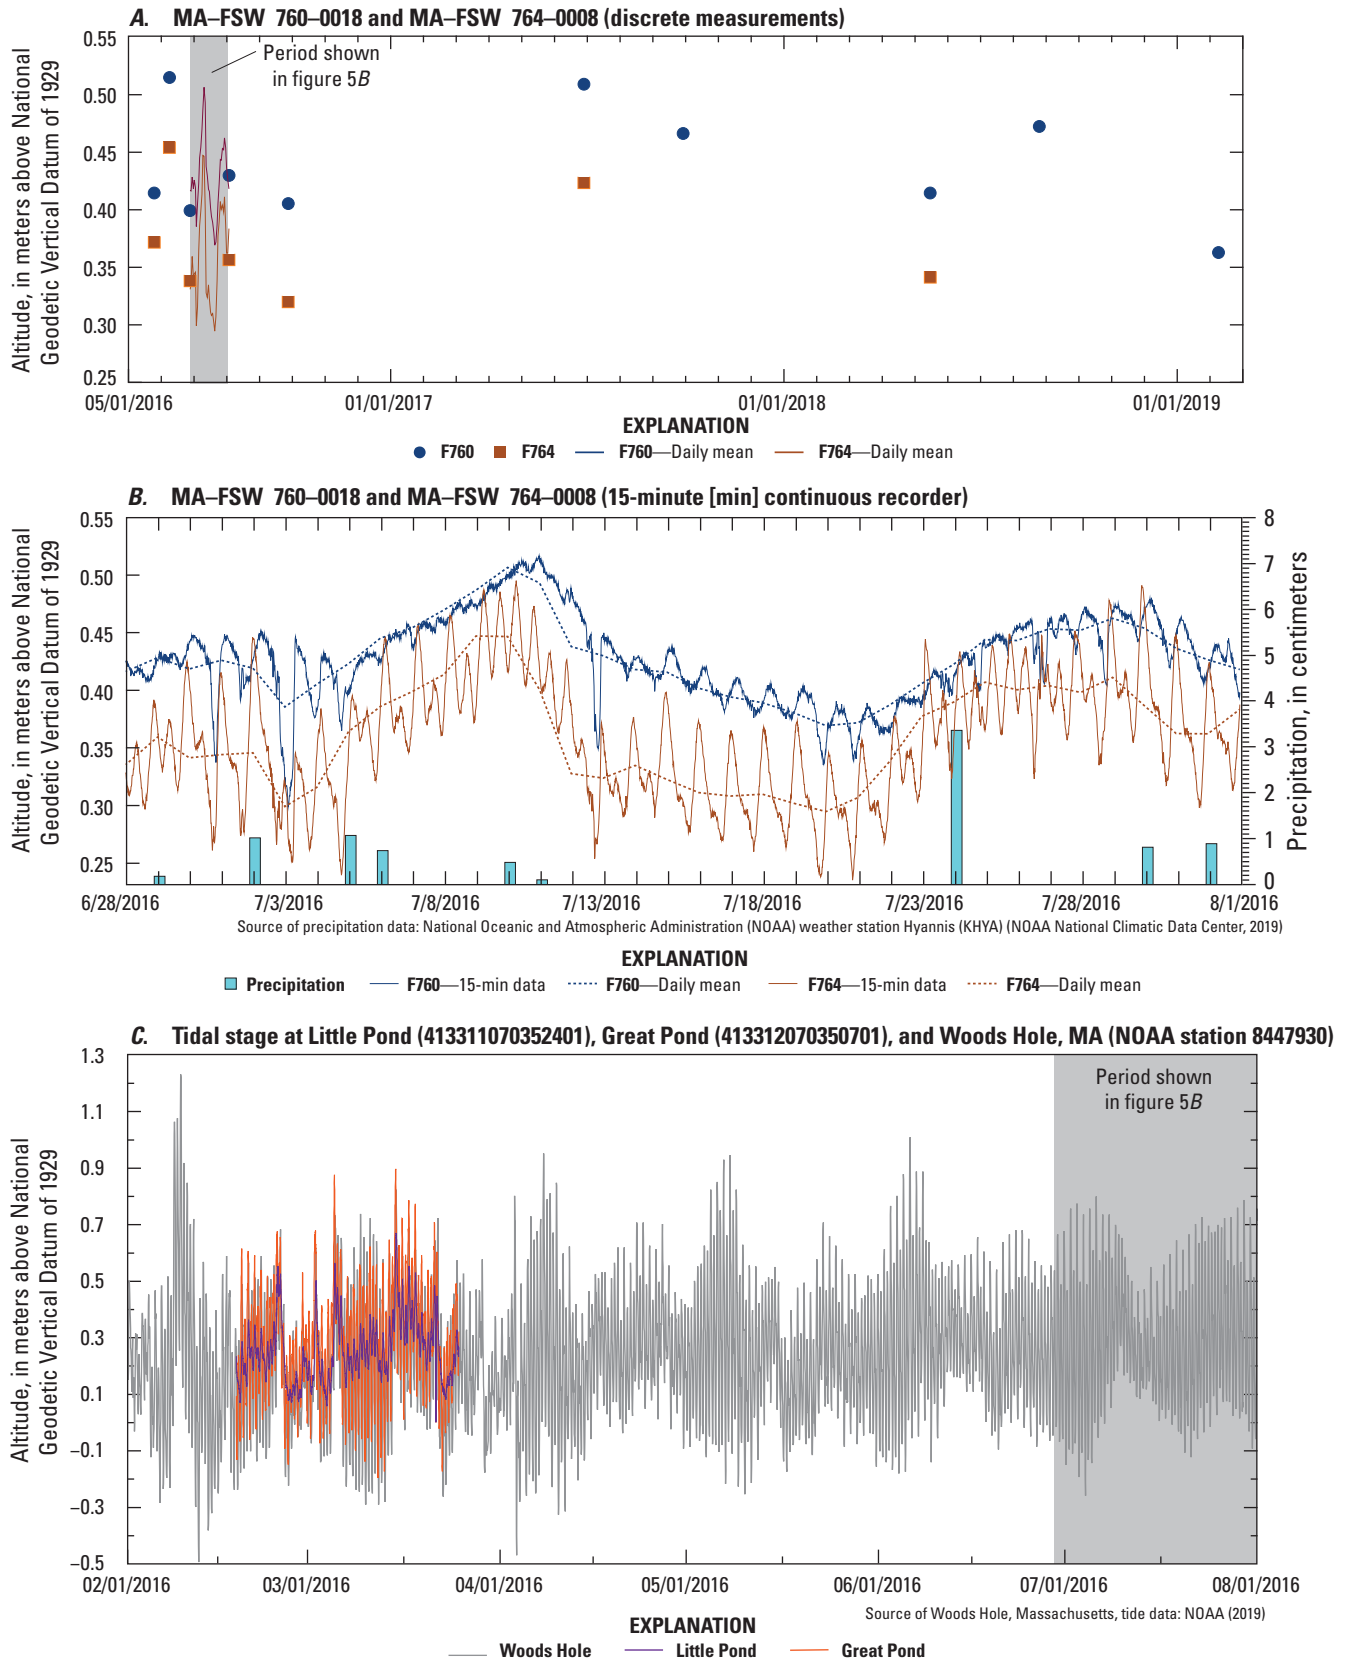 A. MA–FSW 760–0018 and MA–FSW 764–0008 (discrete measurements)
Altitude, in meters above National
Geodetic Vertical Datum of 1929
0.55
0.50
0.45
0.40
0.35
0.30
0.25
Period shown
in figure 5B
05/01/2016 01/01/2017 01/01/2018 01/01/2019
EXPLANATION
F760 F764 F760—Daily mean F764—Daily mean
B. MA–FSW 760–0018 and MA–FSW 764–0008 (15-minute [min] continuous recorder)
Altitude, in meters above National
Geodetic Vertical Datum of 1929
0.55
0.50
0.45
0.40
0.35
0.30
0.25
8
7
6
5
4
3
2
1
0
Precipitation, in centimeters
6/28/2016 7/3/2016 7/8/2016 7/13/2016 7/18/2016 7/23/2016 7/28/2016 8/1/2016
Source of precipitation data: National Oceanic and Atmospheric Administration (NOAA) weather station Hyannis (KHYA) (NOAA National Climatic Data Center, 2019)
EXPLANATION
Precipitation F760—15-min data F760—Daily mean F764—15-min data F764—Daily mean
C. Tidal stage at Little Pond (413311070352401), Great Pond (413312070350701), and Woods Hole, MA (NOAA station 8447930)
Altitude, in meters above National
Geodetic Vertical Datum of 1929
1.3
1.1
0.9
0.7
0.5
0.3
0.1
–0.1
–0.3
–0.5
Period shown
in figure 5B
02/01/2016 03/01/2016 04/01/2016 05/01/2016 06/01/2016 07/01/2016 08/01/2016
Source of Woods Hole, Massachusetts, tide data: NOAA (2019)
EXPLANATION
Woods Hole Little Pond Great Pond